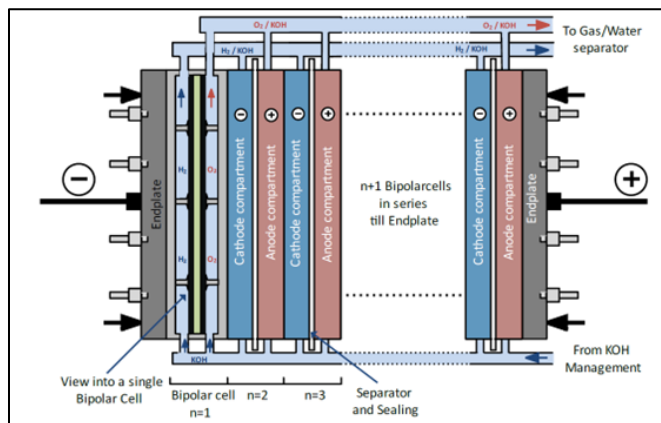 O₂ / KOH
O₂ / KOH
To Gas/Water
separator
H₂ / KOH
H₂ / KOH
Endplate
H₂
O₂
H₂
O₂
Cathode compartment
Anode compartment
Cathode compartment
Anode compartment
n+1 Bipolarcells
in series
till Endplate
Cathode compartment
Anode compartment
Endplate
−
+
−
+
−
+
−
+
KOH
From KOH
Management
View into a single
Bipolar Cell
Bipolar cell
n=1
n=2
n=3
Separator
and Sealing